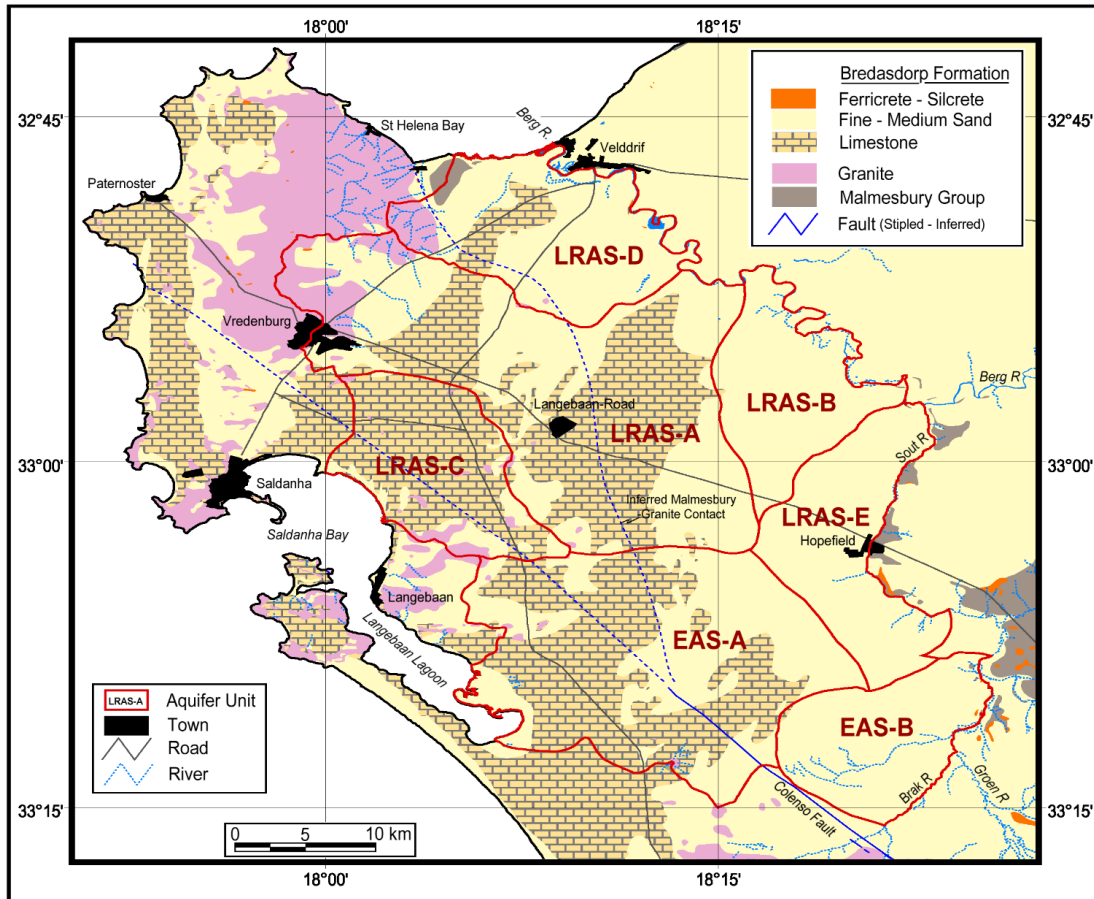 18°00'
18°15'
32°45'
32°45'
33°00'
33°00'
33°15'
33°15'
18°00'
18°15'
Bredasdorp Formation
Ferricrete - Silcrete
Fine - Medium Sand
Limestone
Granite
Malmesbury Group
Fault (Stipled - Inferred)
St Helena Bay
Berg R.
Velddrif
Paternoster
LRAS-D
Vredenburg
LRAS-B
Berg R
Langebaan-Road
LRAS-A
Sout R.
LRAS-C
Saldanha
Inferred Malmesbury
-Granite Contact
LRAS-E
Hopefield
Saldanha Bay
Langebaan
Langebaan Lagoon
EAS-A
EAS-B
Brak R
Groen R
Colenso Fault
LRAS-A
Aquifer Unit
Town
Road
River
0 5 10 km